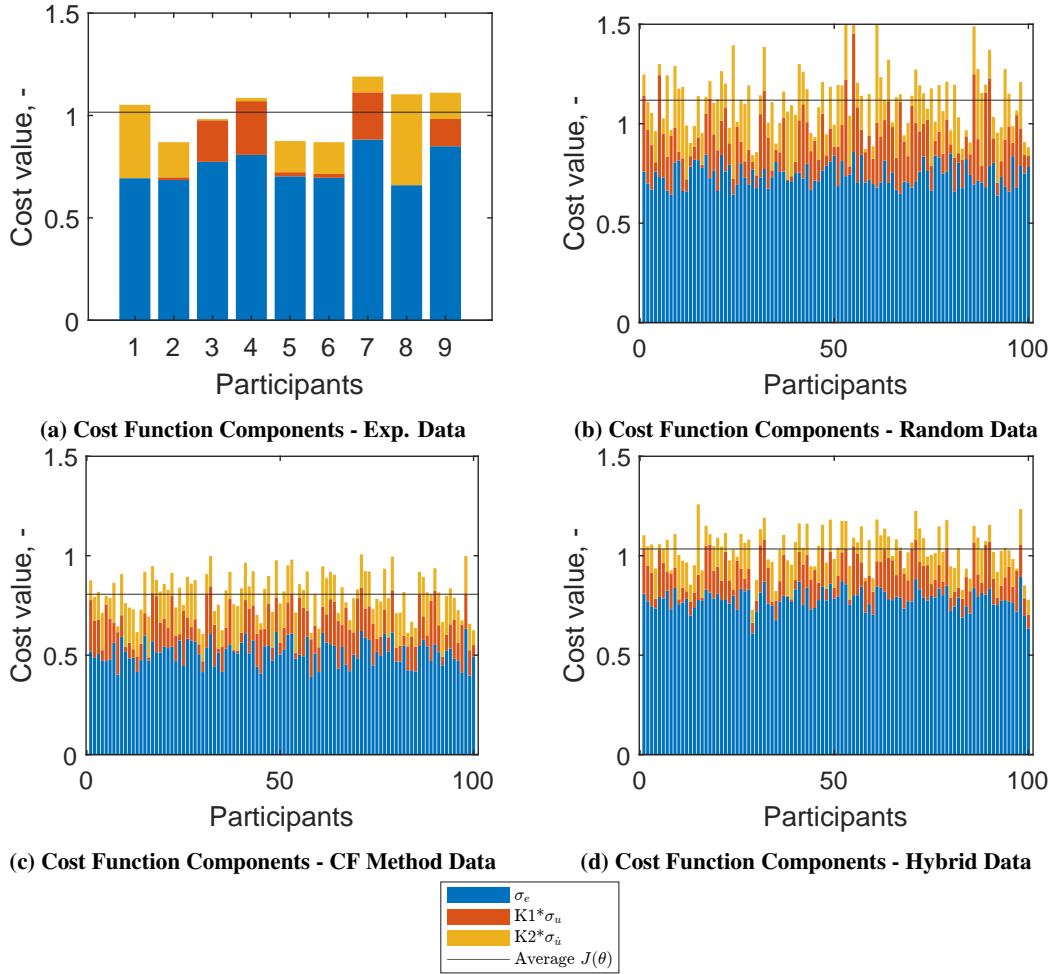 1.5
1
0.5
0
Cost value, -
1 2 3 4 5 6 7 8 9
Participants
(a) Cost Function Components - Exp. Data
1.5
1
0.5
0
Cost value, -
0 50 100
Participants
(b) Cost Function Components - Random Data
1.5
1
0.5
0
Cost value, -
0 50 100
Participants
(c) Cost Function Components - CF Method Data
1.5
1
0.5
0
Cost value, -
0 50 100
Participants
(d) Cost Function Components - Hybrid Data
σₑ
K1*σᵤ
K2*σ_u̇
Average J(θ)